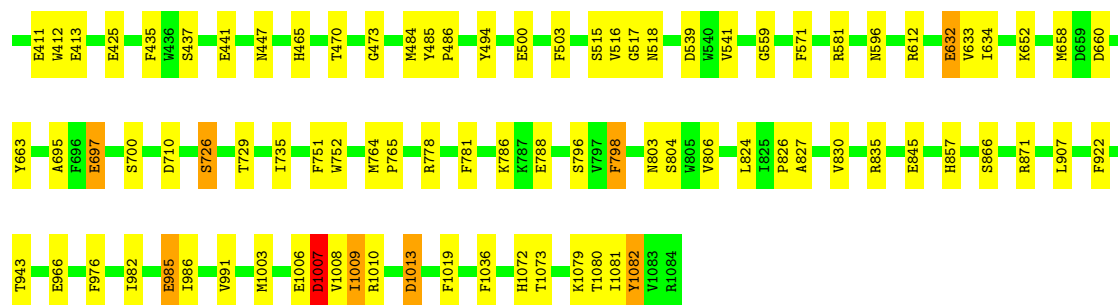 E411 W412 E413 E425 F435 W436 S437 E441 N447 H465 T470 G473 M484 Y485 P486 Y494 E500 F503 S515 V516 G517 N518 D539 W540 V541 G559 F571 R581 N596 R612 E632 V633 I634 K652 M658 D659 D660
Y663 A695 F696 E697 S700 D710 S726 T729 I735 F751 W752 M764 P765 R778 F781 K786 K787 E788 S796 V797 F798 N803 S804 W805 V806 L824 I825 P826 A827 V830 R835 E845 H857 S866 R871 L907 F922
T943 E966 F976 I982 E985 I986 V991 M1003 E1006 D1007 V1008 I1009 R1010 D1013 F1019 F1036 H1072 T1073 K1079 T1080 I1081 Y1082 V1083 R1084